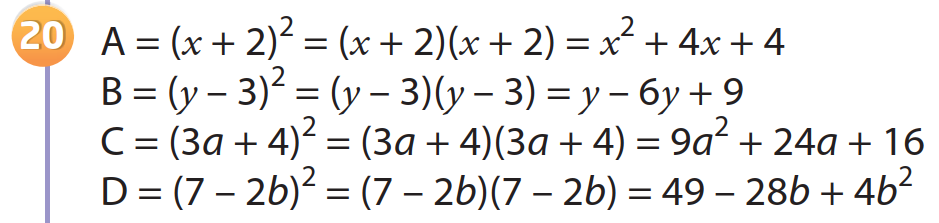 20 A = (x + 2)² = (x + 2)(x + 2) = x² + 4x + 4
B = (y – 3)² = (y – 3)(y – 3) = y – 6y + 9
C = (3a + 4)² = (3a + 4)(3a + 4) = 9a² + 24a + 16
D = (7 – 2b)² = (7 – 2b)(7 – 2b) = 49 – 28b + 4b²